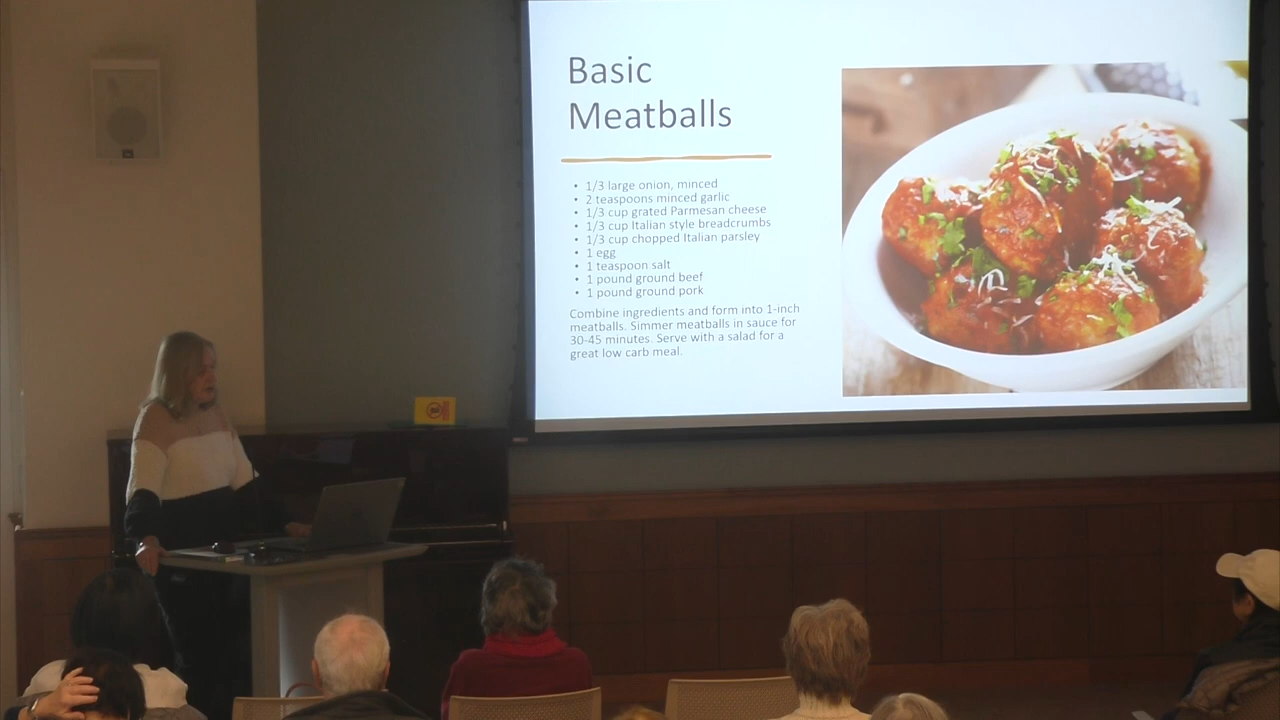 Basic
Meatballs
• 1/3 large onion, minced
• 2 teaspoons minced garlic
• 1/3 cup grated Parmesan cheese
• 1/3 cup Italian style breadcrumbs
• 1/3 cup chopped Italian parsley
• 1 egg
• 1 teaspoon salt
• 1 pound ground beef
• 1 pound ground pork
Combine ingredients and form into 1-inch
meatballs. Simmer meatballs in sauce for
30-45 minutes. Serve with a salad for a
great low carb meal.